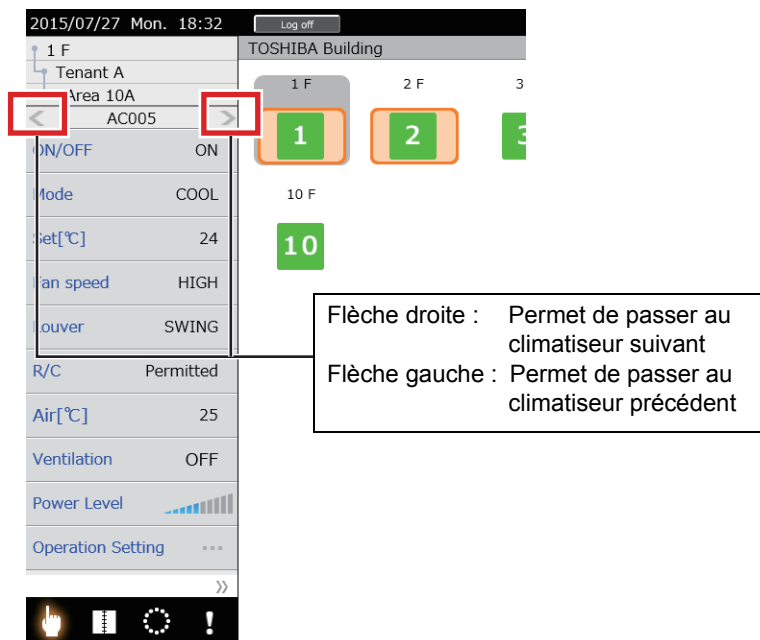 2015/07/27 Mon. 18:32
Log off
1 F
TOSHIBA Building
Tenant A
Area 10A
AC005
1 F
2 F
3
1
2
3
10 F
10
ON/OFF ON
Mode COOL
Set[℃] 24
Fan speed HIGH
Louver SWING
R/C Permitted
Air[℃] 25
Ventilation OFF
Power Level
Operation Setting
Flèche droite : Permet de passer au
climatiseur suivant
Flèche gauche : Permet de passer au
climatiseur précédent